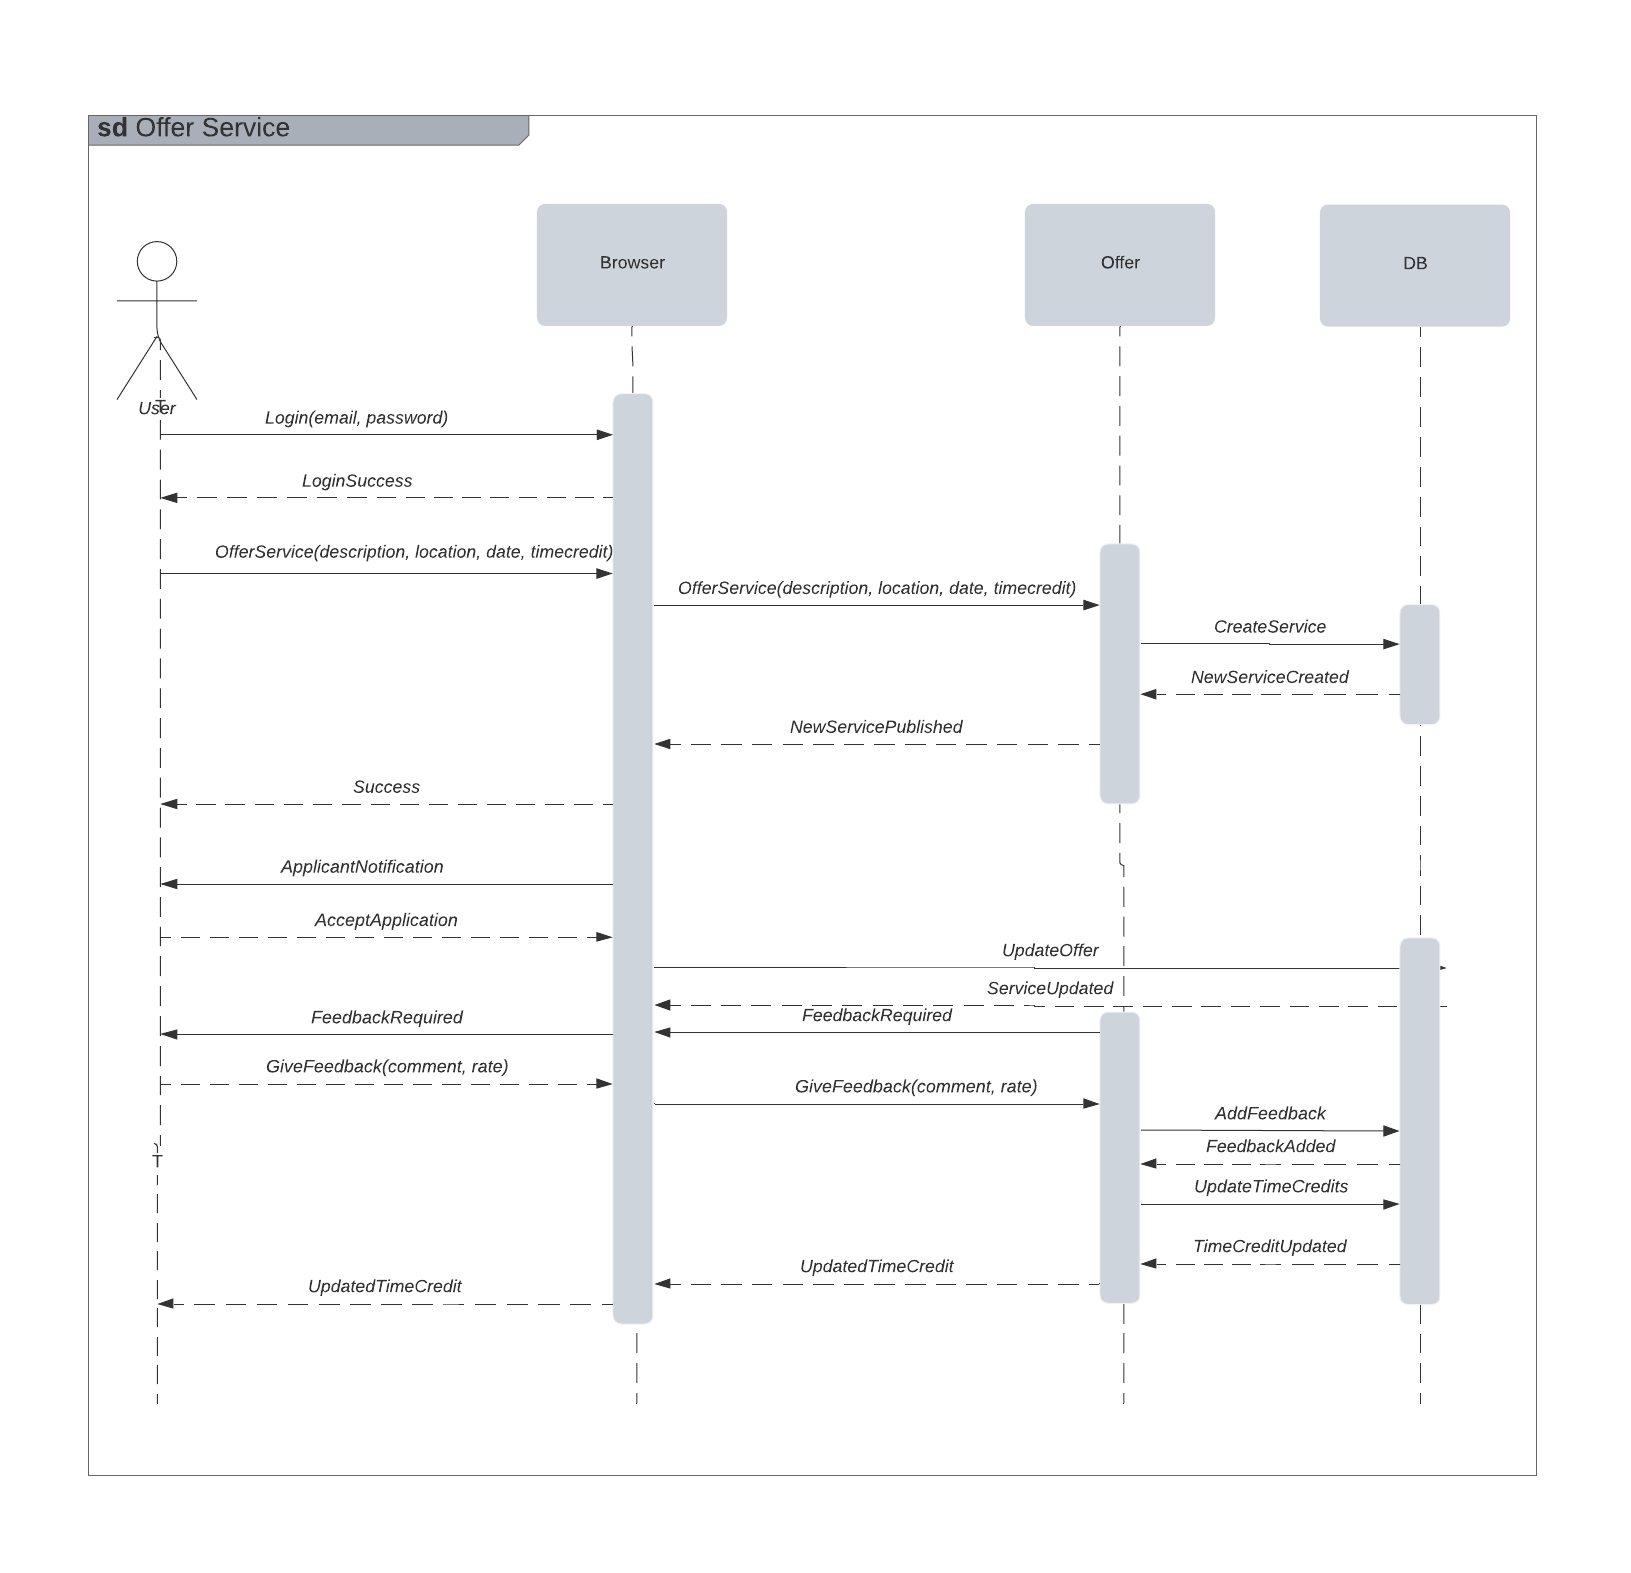 sd Offer Service
Browser
Offer
DB
User
T
Login(email, password)
LoginSuccess
OfferService(description, location, date, timecredit)
OfferService(description, location, date, timecredit)
CreateService
NewServiceCreated
NewServicePublished
Success
ApplicantNotification
AcceptApplication
UpdateOffer
ServiceUpdated
FeedbackRequired
FeedbackRequired
GiveFeedback(comment, rate)
GiveFeedback(comment, rate)
AddFeedback
FeedbackAdded
T
UpdateTimeCredits
TimeCreditUpdated
UpdatedTimeCredit
UpdatedTimeCredit